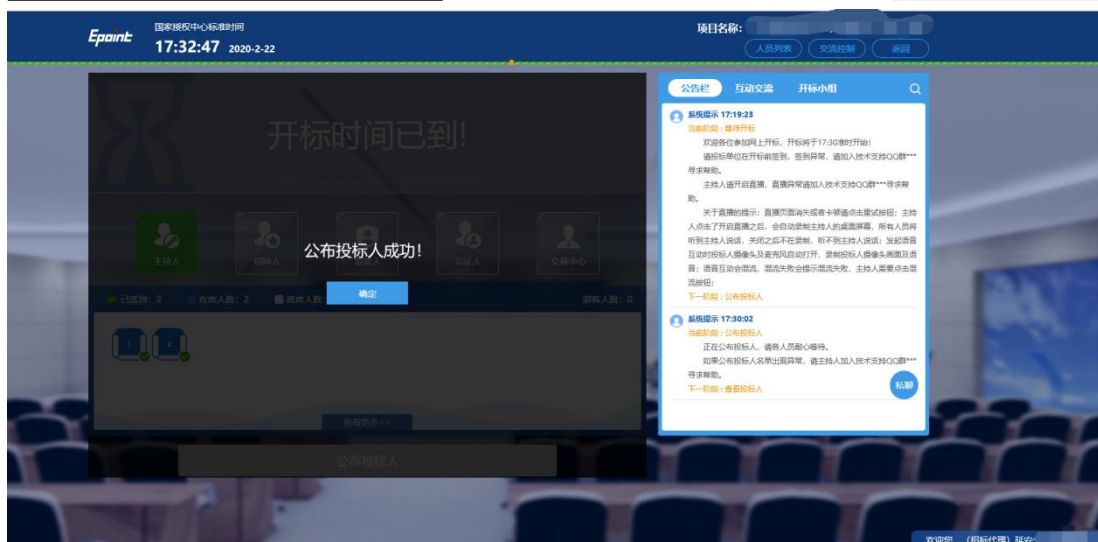 Epoint
国家授权中心标准时间
17:32:47 2020-2-22
项目名称:
人员列表
交流控制
返回
开标时间已到!
主持人
招标人
公证人
交易中心
公布投标人成功!
确定
已签到: 2
在席人数: 2
离席人数:
游客人数: 0
1
2
查看更多>>
公布投标人
公告栏
互动交流
开标小组
系统提示 17:19:23
当前阶段 : 等待开标
欢迎各位参加网上开标，开标将于17:30准时开始!
请投标单位在开标前签到，签到异常，请加入技术支持QQ群***
寻求帮助。
主持人请开启直播，直播异常请加入技术支持QQ群***寻求帮
助。
关于直播的提示：直播页面消失或者卡顿请点击重试按钮；主持
人点击了开启直播之后，会自动录制主持人的桌面屏幕，所有人员将
听到主持人说话，关闭之后不在录制，听不到主持人说话；发起语音
互动时投标人摄像头及麦克风自动打开，录制投标人摄像头画面及语
音；语音互动会混流，混流失败会提示混流失败，主持人需要点击混
流按钮；
下一阶段 : 公布投标人
系统提示 17:30:02
当前阶段 : 公布投标人
正在公布投标人，请各人员耐心等待。
如果公布投标人名单出现异常，请主持人加入技术支持QQ群***
寻求帮助。
下一阶段 : 查看投标人
私聊
欢迎您，（招标代理）延安